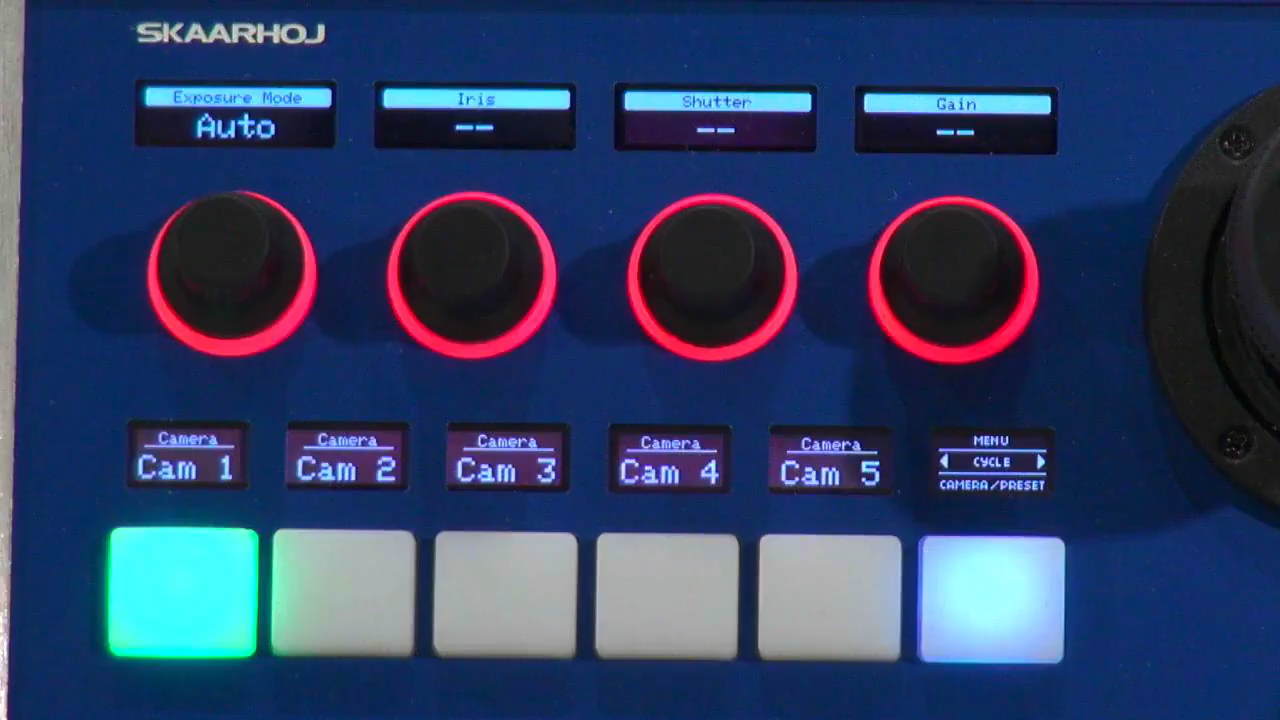 SKAARHOJ
Exposure Mode
Auto
Iris
--
Shutter
--
Gain
--
Camera
Cam 1
Camera
Cam 2
Camera
Cam 3
Camera
Cam 4
Camera
Cam 5
MENU
CYCLE
CAMERA/PRESET